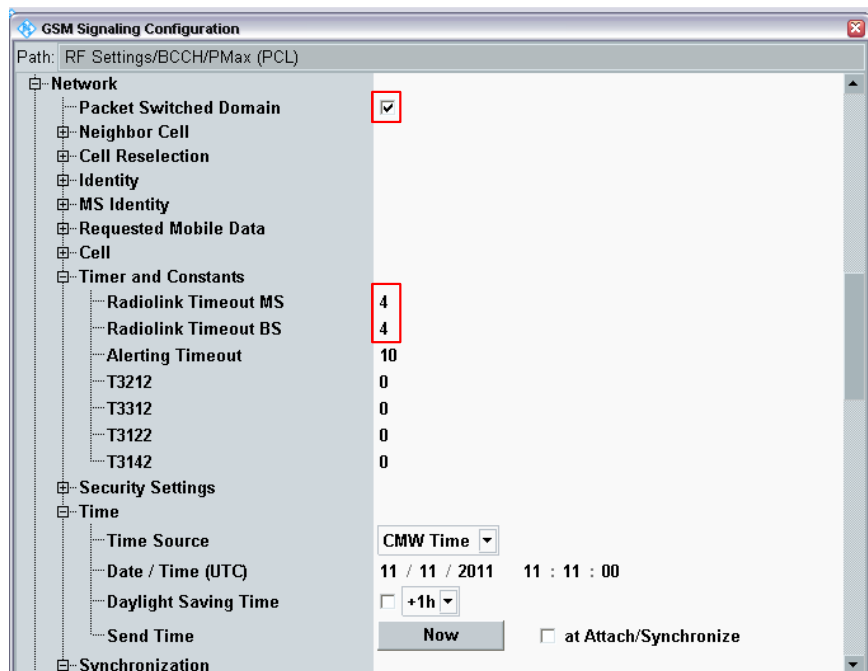 GSM Signaling Configuration
Path: RF Settings/BCCH/PMax (PCL)
Network
Packet Switched Domain
Neighbor Cell
Cell Reselection
Identity
MS Identity
Requested Mobile Data
Cell
Timer and Constants
Radiolink Timeout MS 4
Radiolink Timeout BS 4
Alerting Timeout 10
T3212 0
T3312 0
T3122 0
T3142 0
Security Settings
Time
Time Source CMW Time
Date / Time (UTC) 11 / 11 / 2011 11 : 11 : 00
Daylight Saving Time +1h
Send Time Now at Attach/Synchronize
Synchronization